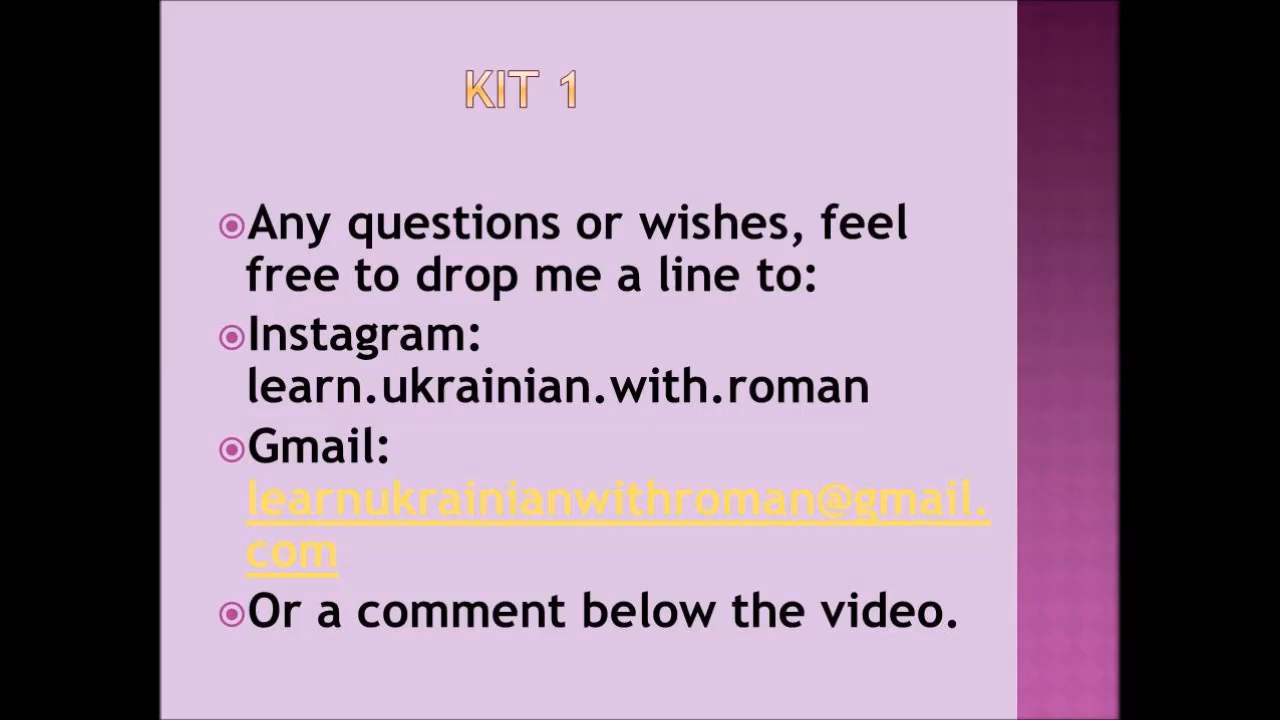 KIT 1
Any questions or wishes, feel
free to drop me a line to:
Instagram:
learn.ukrainian.with.roman
Gmail:
learnukrainianwithroman@gmail.
com
Or a comment below the video.